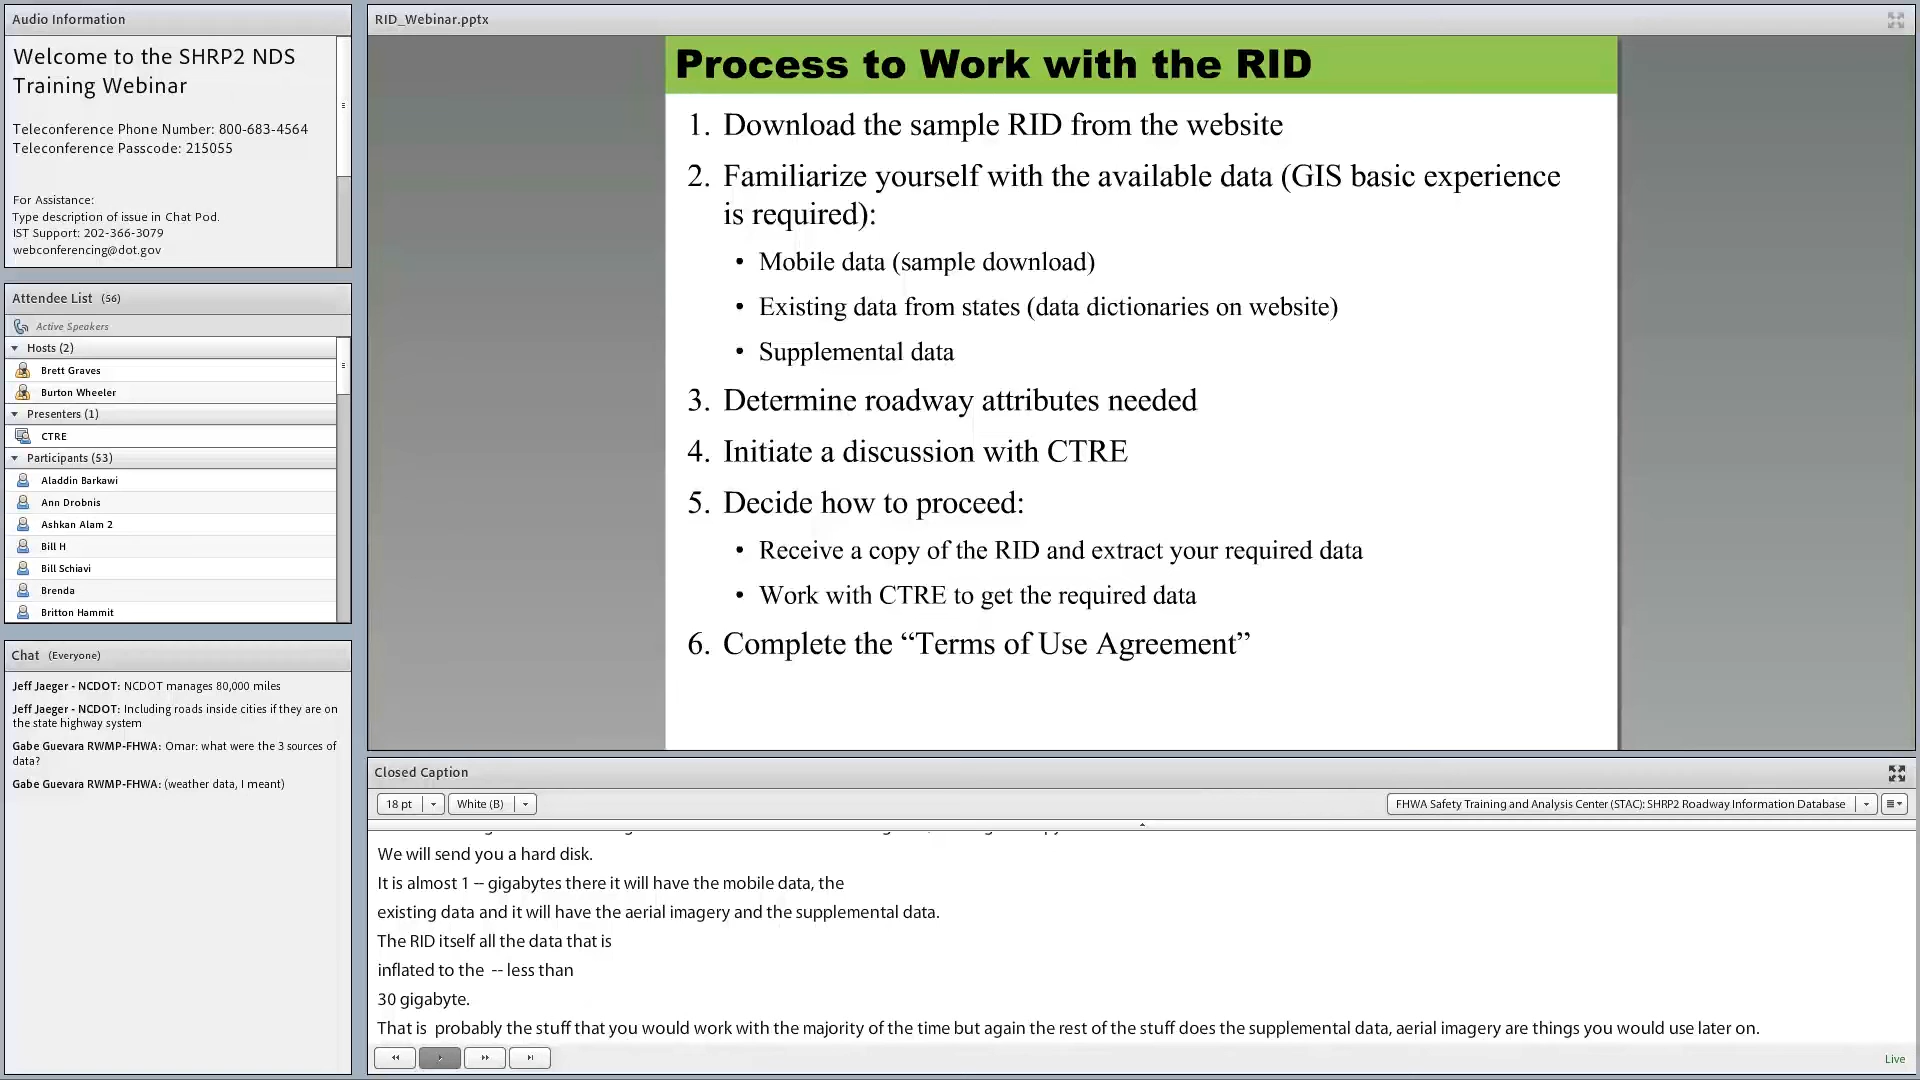 Audio Information
Welcome to the SHRP2 NDS
Training Webinar
Teleconference Phone Number: 800-683-4564
Teleconference Passcode: 215055
For Assistance:
Type description of issue in Chat Pod.
IST Support: 202-366-3079
webconferencing@dot.gov
Attendee List (56)
Active Speakers
Hosts (2)
Brett Graves
Burton Wheeler
Presenters (1)
CTRE
Participants (53)
Aladdin Barkawi
Ann Drobnis
Ashkan Alam 2
Bill H
Bill Schiavi
Brenda
Britton Hammit
Chat (Everyone)
Jeff Jaeger - NCDOT: NCDOT manages 80,000 miles
Jeff Jaeger - NCDOT: Including roads inside cities if they are on
the state highway system
Gabe Guevara RWMP-FHWA: Omar: what were the 3 sources of
data?
Gabe Guevara RWMP-FHWA: (weather data, I meant)
RID_Webinar.pptx
Process to Work with the RID
1. Download the sample RID from the website
2. Familiarize yourself with the available data (GIS basic experience
is required):
• Mobile data (sample download)
• Existing data from states (data dictionaries on website)
• Supplemental data
3. Determine roadway attributes needed
4. Initiate a discussion with CTRE
5. Decide how to proceed:
• Receive a copy of the RID and extract your required data
• Work with CTRE to get the required data
6. Complete the “Terms of Use Agreement”
Closed Caption
18 pt White (B) FHWA Safety Training and Analysis Center (STAC): SHRP2 Roadway Information Database
We will send you a hard disk.
It is almost 1 -- gigabytes there it will have the mobile data, the
existing data and it will have the aerial imagery and the supplemental data.
The RID itself all the data that is
inflated to the -- less than
30 gigabyte.
That is probably the stuff that you would work with the majority of the time but again the rest of the stuff does the supplemental data, aerial imagery are things you would use later on.
Live